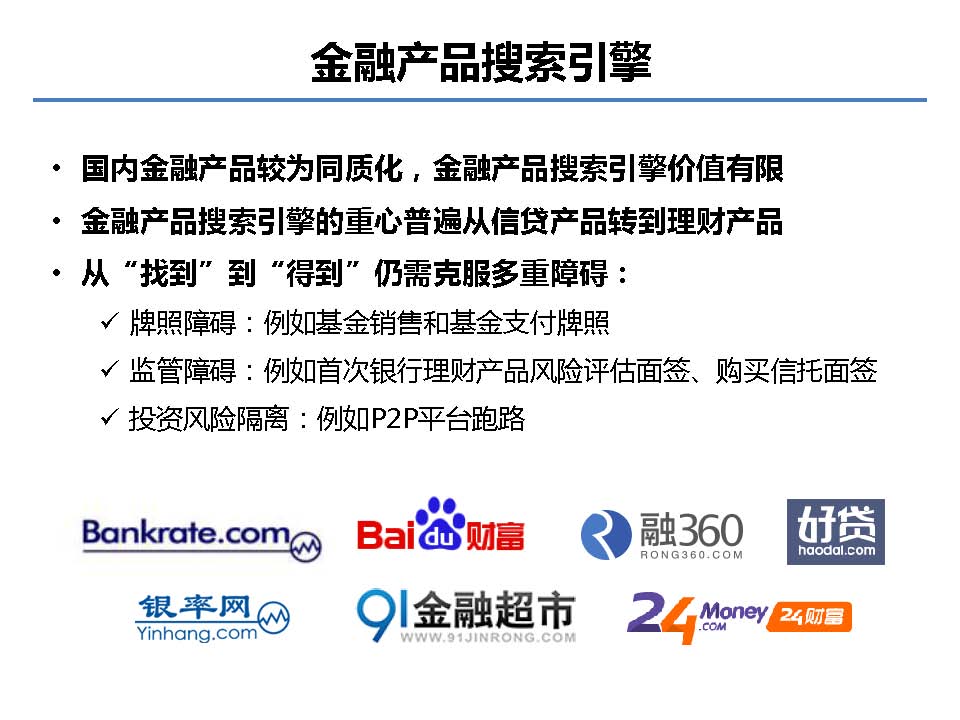 金融产品搜索引擎
• 国内金融产品较为同质化，金融产品搜索引擎价值有限
• 金融产品搜索引擎的重心普遍从信贷产品转到理财产品
• 从“找到”到“得到”仍需克服多重障碍：
✓ 牌照障碍：例如基金销售和基金支付牌照
✓ 监管障碍：例如首次银行理财产品风险评估面签、购买信托面签
✓ 投资风险隔离：例如P2P平台跑路
Bankrate.com
Bai du 财富
融360
RONG360.COM
好贷
haodai.com
银率网
Yinhang.com
91金融超市
WWW.91JINRONG.COM
24Money.COM 24财富